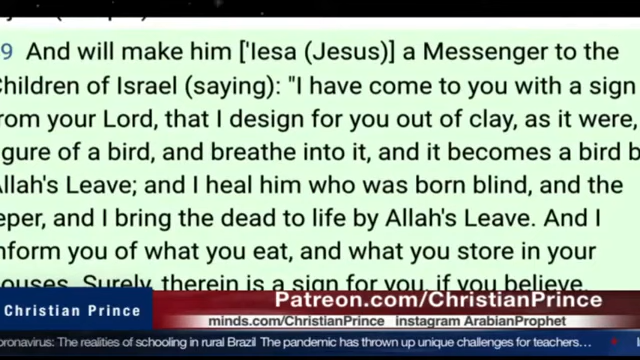 9 And will make him ['Iesa (Jesus)] a Messenger to the
Children of Israel (saying): "I have come to you with a sign
rom your Lord, that I design for you out of clay, as it were,
igure of a bird, and breathe into it, and it becomes a bird b
Allah's Leave; and I heal him who was born blind, and the
eper, and I bring the dead to life by Allah's Leave. And I
nform you of what you eat, and what you store in your
ouses. Surely, therein is a sign for you, if you believe.
Christian Prince
Patreon.com/ChristianPrince
minds.com/ChristianPrince instagram ArabianProphet
oronavirus: The realities of schooling in rural Brazil The pandemic has thrown up unique challenges for teachers...